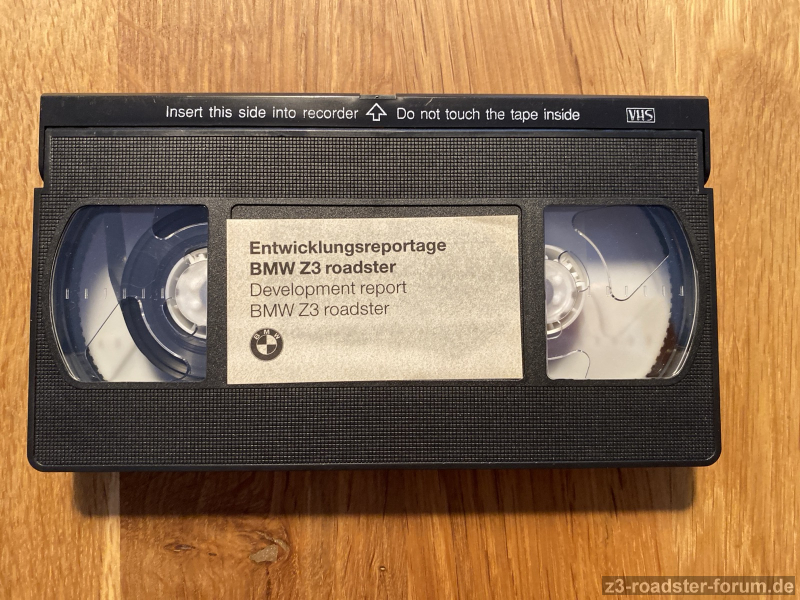 Insert this side into recorder Do not touch the tape inside VHS
Entwicklungsreportage
BMW Z3 roadster
Development report
BMW Z3 roadster
BMW
z3-roadster-forum.de